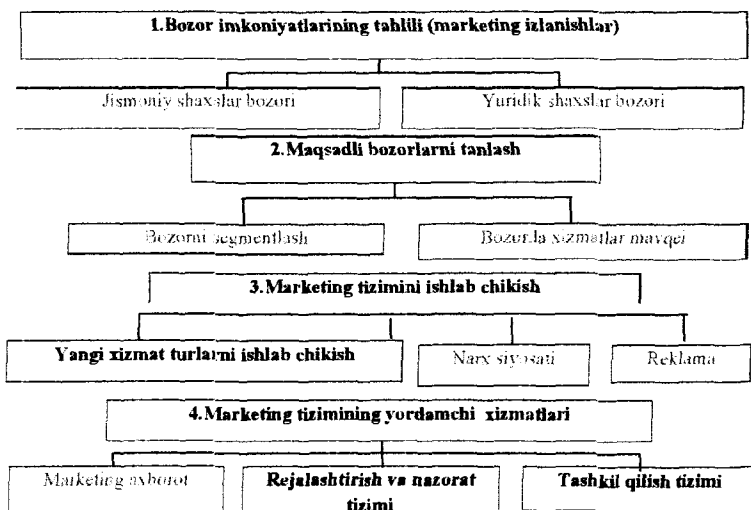 1.Bozor imkoniyatlarining tahlili (marketing izlanishlar)
Jismoniy shaxslar bozori
Yuridik shaxslar bozori
2.Maqsadli bozorlarni tanlash
Bozorni segmentlash
Bozorda xizmatlar mavqei
3.Marketing tizimini ishlab chikish
Yangi xizmat turlarni ishlab chikish
Narx siyosati
Reklama
4.Marketing tizimining yordamchi xizmatlari
Marketing axborot
Rejalashtirish va nazorat
tizimi
Tashkil qilish tizimi